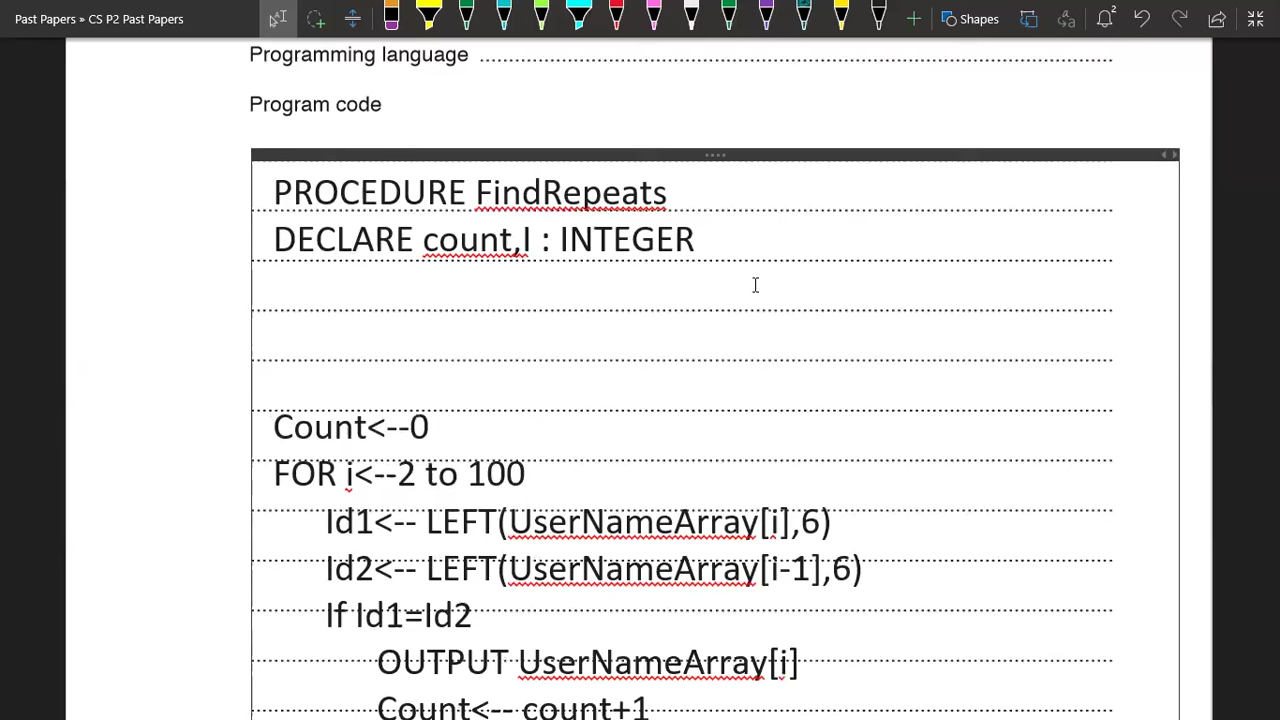 Past Papers » CS P2 Past Papers
Shapes
2
Programming language ........................................................................
Program code
PROCEDURE FindRepeats
DECLARE count,I : INTEGER
Count<--0
FOR i<--2 to 100
Id1<-- LEFT(UserNameArray[i],6)
Id2<-- LEFT(UserNameArray[i-1],6)
If Id1=Id2
OUTPUT UserNameArray[i]
Count<-- count+1